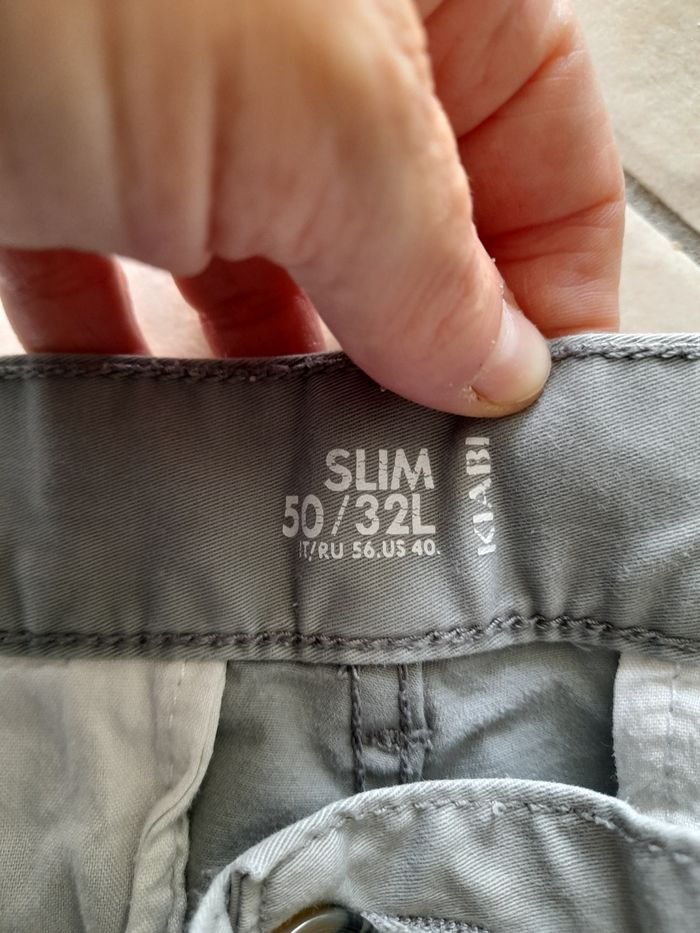 SLIM
50/32L
IT/RU 56.US 40.
KIABI